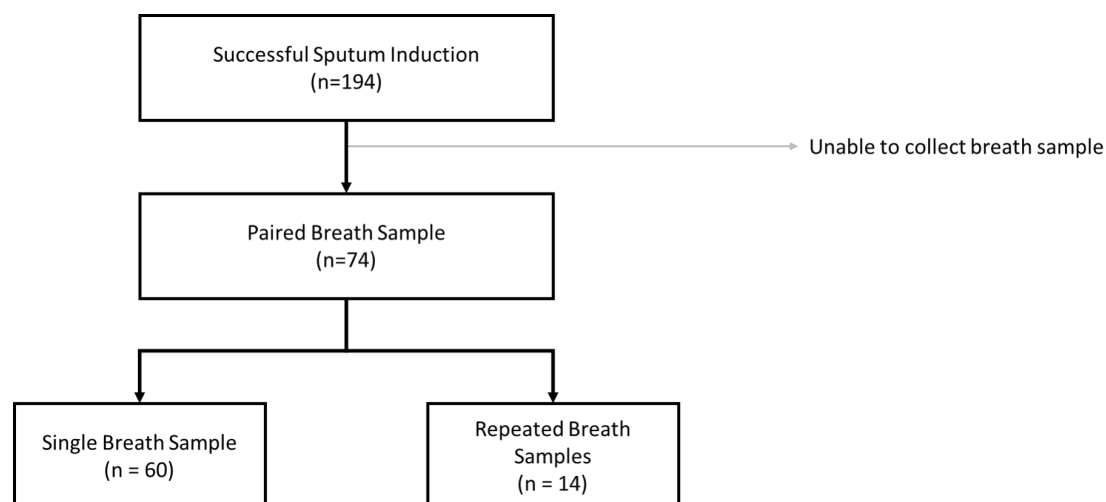 Successful Sputum Induction
(n=194)
Unable to collect breath sample
Paired Breath Sample
(n=74)
Single Breath Sample
(n = 60)
Repeated Breath
Samples
(n = 14)